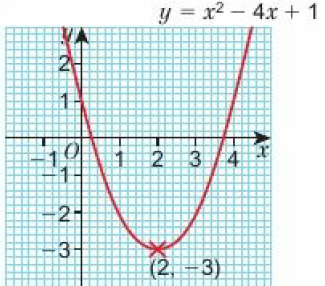 y = x² − 4x + 1
y
2
1
−1 O 1 2 3 4 x
−1
−2
−3
(2, −3)